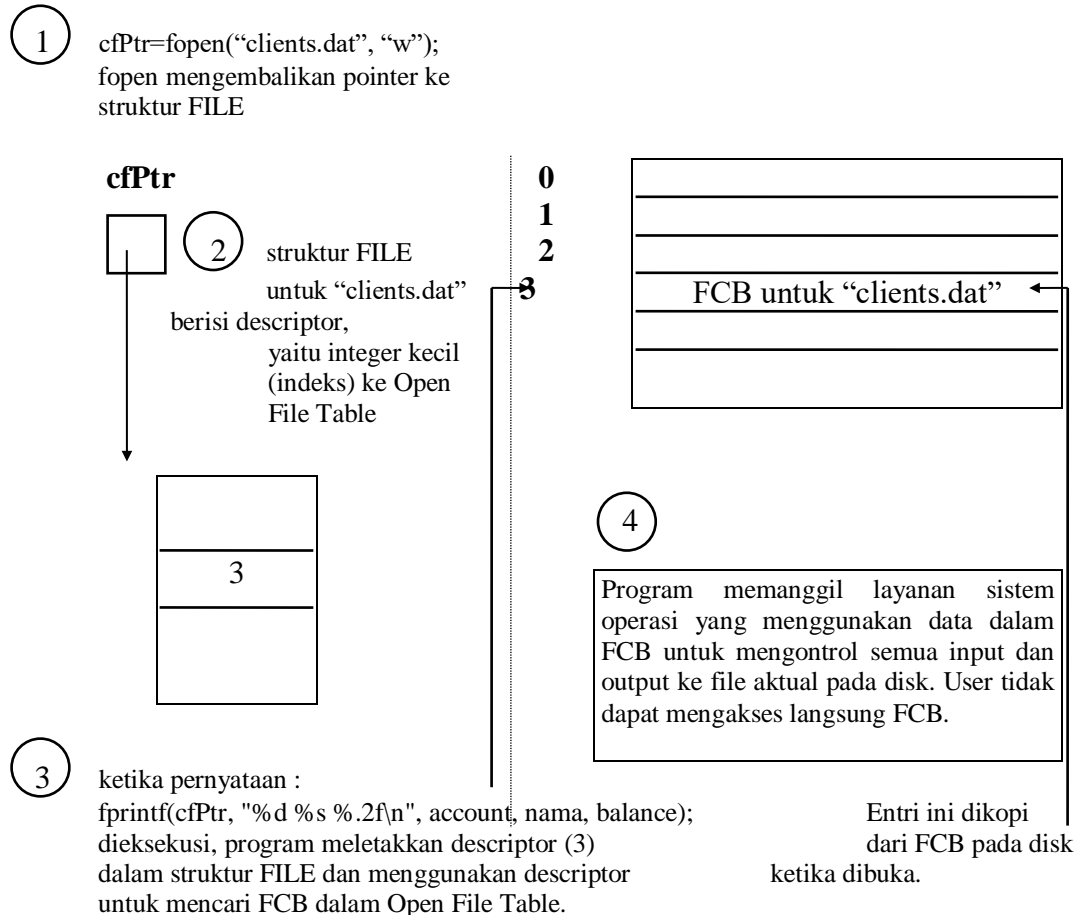 1
cfPtr=fopen(“clients.dat”, “w”);
fopen mengembalikan pointer ke
struktur FILE
cfPtr
2
struktur FILE
untuk “clients.dat”
berisi descriptor,
yaitu integer kecil
(indeks) ke Open
File Table
0
1
2
3
FCB untuk “clients.dat”
3
4
Program memanggil layanan sistem
operasi yang menggunakan data dalam
FCB untuk mengontrol semua input dan
output ke file aktual pada disk. User tidak
dapat mengakses langsung FCB.
3
ketika pernyataan :
fprintf(cfPtr, "%d %s %.2f\n", account, nama, balance);
dieksekusi, program meletakkan descriptor (3)
dalam struktur FILE dan menggunakan descriptor
untuk mencari FCB dalam Open File Table.
Entri ini dikopi
dari FCB pada disk
ketika dibuka.